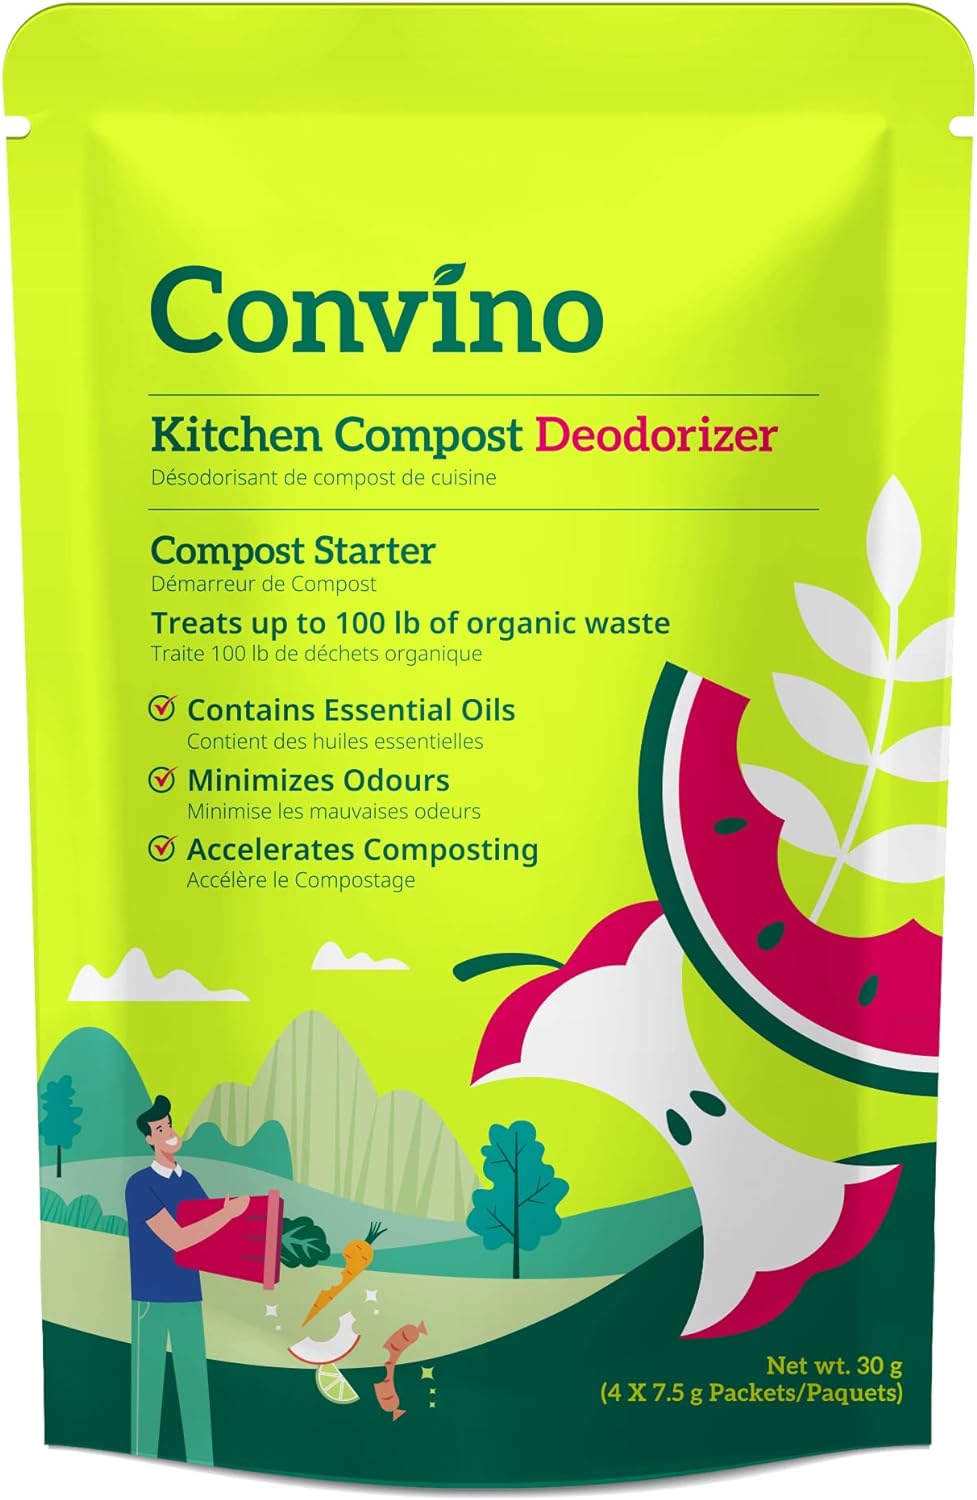 Convino
Kitchen Compost Deodorizer
Désodorisant de compost de cuisine
Compost Starter
Démarreur de Compost
Treats up to 100 lb of organic waste
Traite 100 lb de déchets organique
Contains Essential Oils
Contient des huiles essentielles
Minimizes Odours
Minimise les mauvaises odeurs
Accelerates Composting
Accélère le Compostage
Net wt. 30 g
(4 X 7.5 g Packets/Paquets)